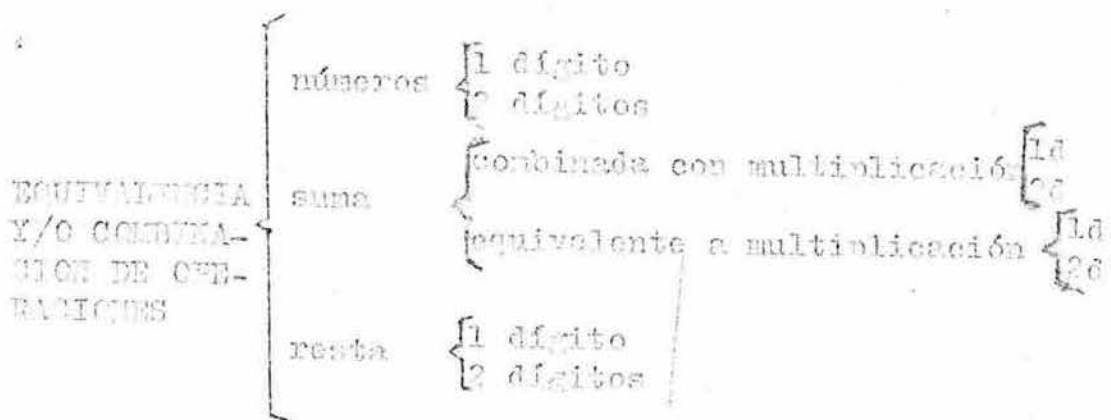 números
1 dígito
2 dígitos
EQUIVALENCIA
Y/O COMBINA-
CION DE OPE-
RACIONES
suma
combinada con multiplicación
1d
2d
equivalente a multiplicación
1d
2d
resta
1 dígito
2 dígitos